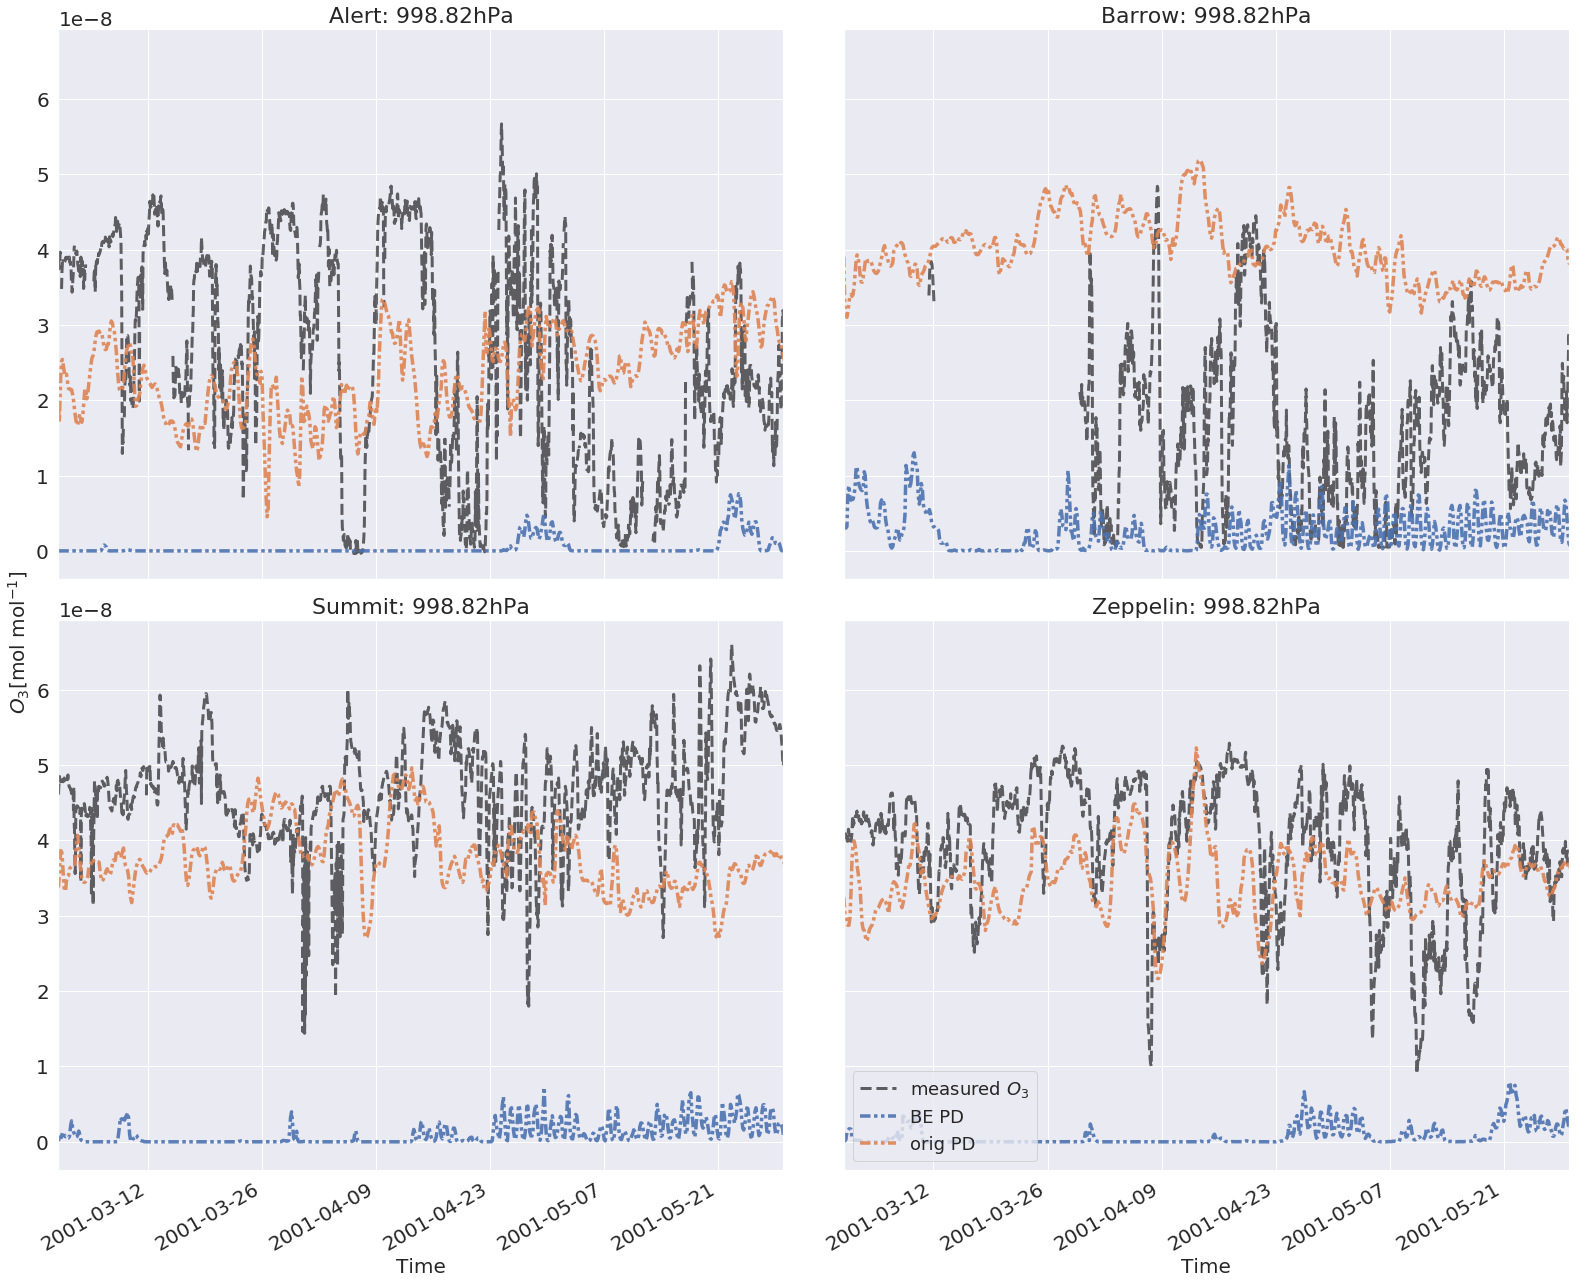 Alert: 998.82hPa
Barrow: 998.82hPa
1e−8
6
5
4
3
2
1
0
Summit: 998.82hPa
Zeppelin: 998.82hPa
1e−8
6
5
4
3
2
1
0
O₃[mol mol⁻¹]
measured O₃
BE PD
orig PD
2001-03-12
2001-03-26
2001-04-09
2001-04-23
2001-05-07
2001-05-21
2001-03-12
2001-03-26
2001-04-09
2001-04-23
2001-05-07
2001-05-21
Time
Time